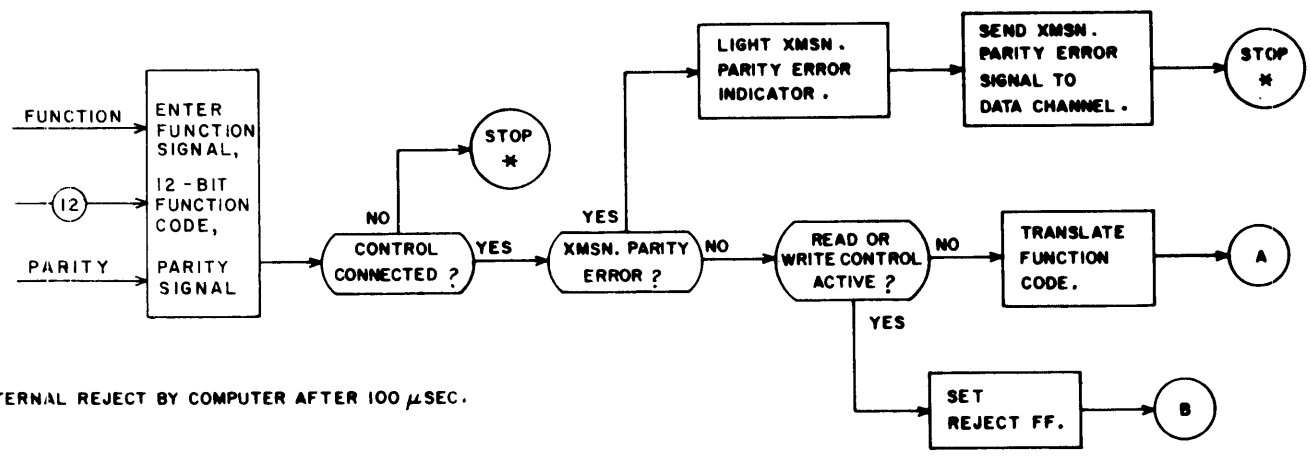 FUNCTION
12
PARITY
ENTER
FUNCTION
SIGNAL,
12-BIT
FUNCTION
CODE,
PARITY
SIGNAL
CONTROL
CONNECTED ?
NO
STOP
*
YES
XMSN. PARITY
ERROR ?
YES
LIGHT XMSN.
PARITY ERROR
INDICATOR.
SEND XMSN.
PARITY ERROR
SIGNAL TO
DATA CHANNEL.
STOP
*
NO
READ OR
WRITE CONTROL
ACTIVE ?
NO
TRANSLATE
FUNCTION
CODE.
A
YES
SET
REJECT FF.
B
TERNAL REJECT BY COMPUTER AFTER 100 μSEC.